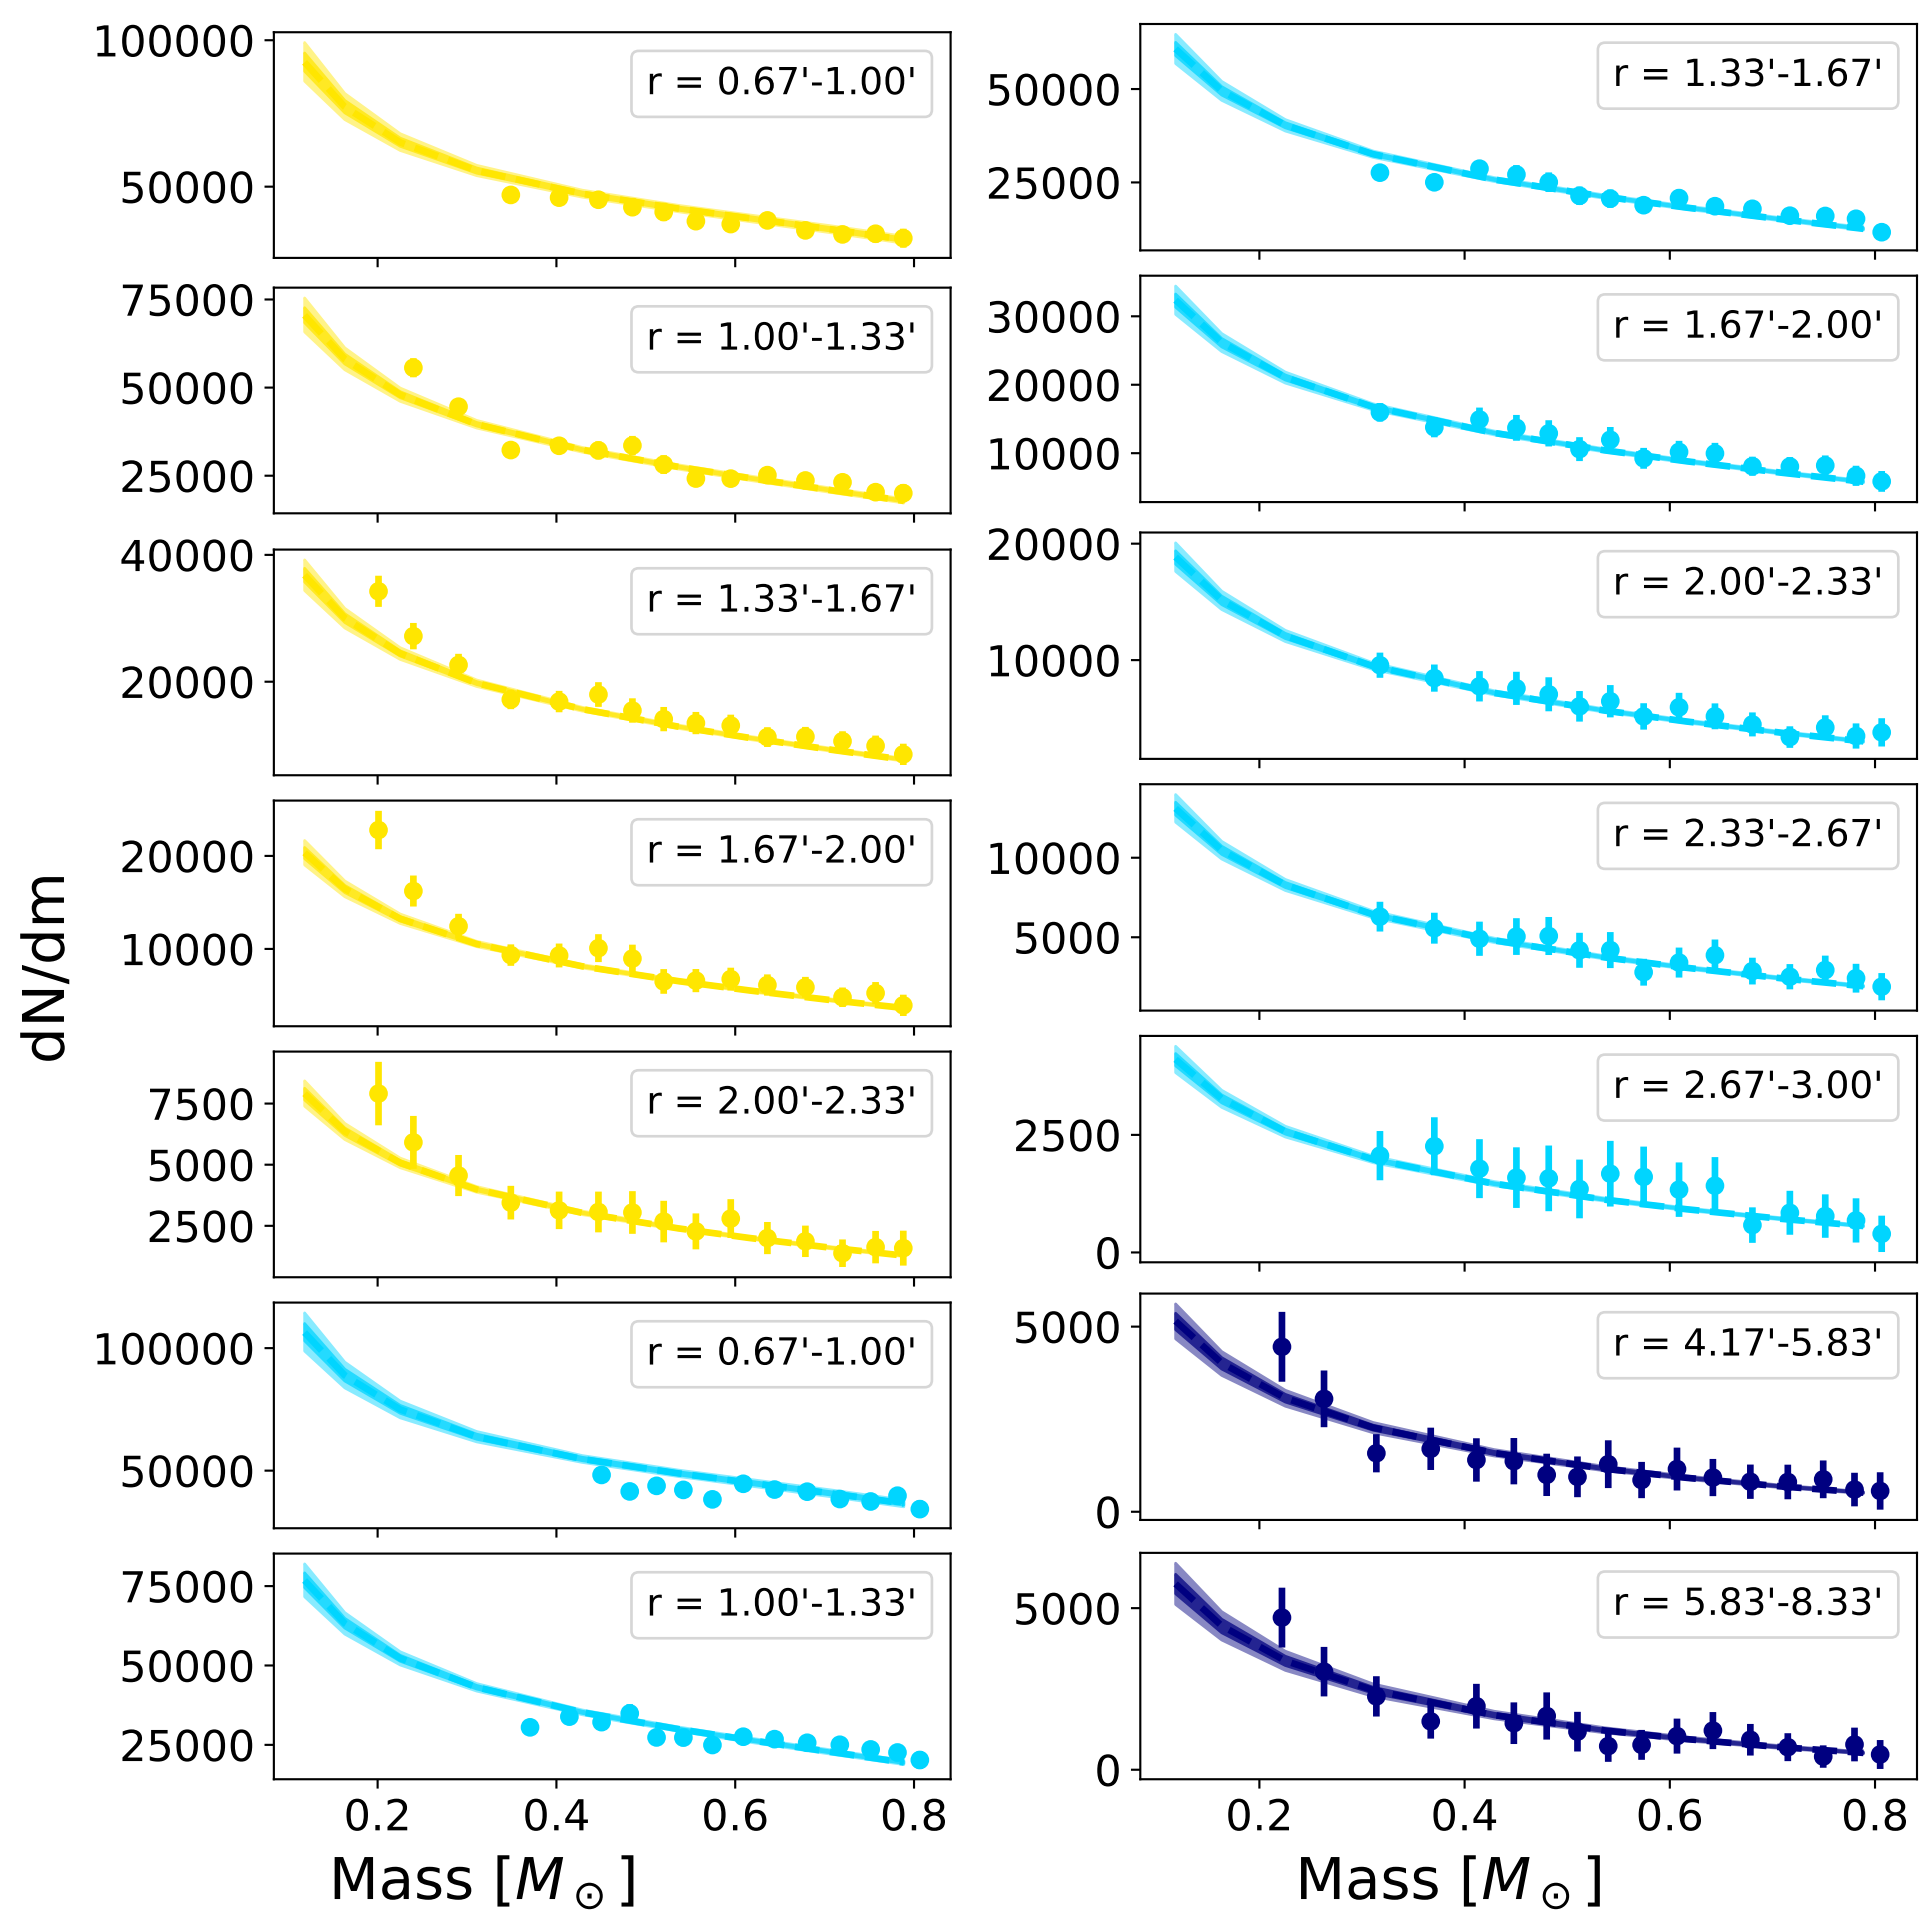 dN/dm
100000
50000
r = 0.67'-1.00'
75000
50000
25000
r = 1.00'-1.33'
40000
20000
r = 1.33'-1.67'
20000
10000
r = 1.67'-2.00'
7500
5000
2500
r = 2.00'-2.33'
100000
50000
r = 0.67'-1.00'
75000
50000
25000
r = 1.00'-1.33'
0.2 0.4 0.6 0.8
Mass [M⊙]
50000
25000
r = 1.33'-1.67'
30000
20000
10000
r = 1.67'-2.00'
20000
10000
r = 2.00'-2.33'
10000
5000
r = 2.33'-2.67'
2500
0
r = 2.67'-3.00'
5000
0
r = 4.17'-5.83'
5000
0
r = 5.83'-8.33'
0.2 0.4 0.6 0.8
Mass [M⊙]